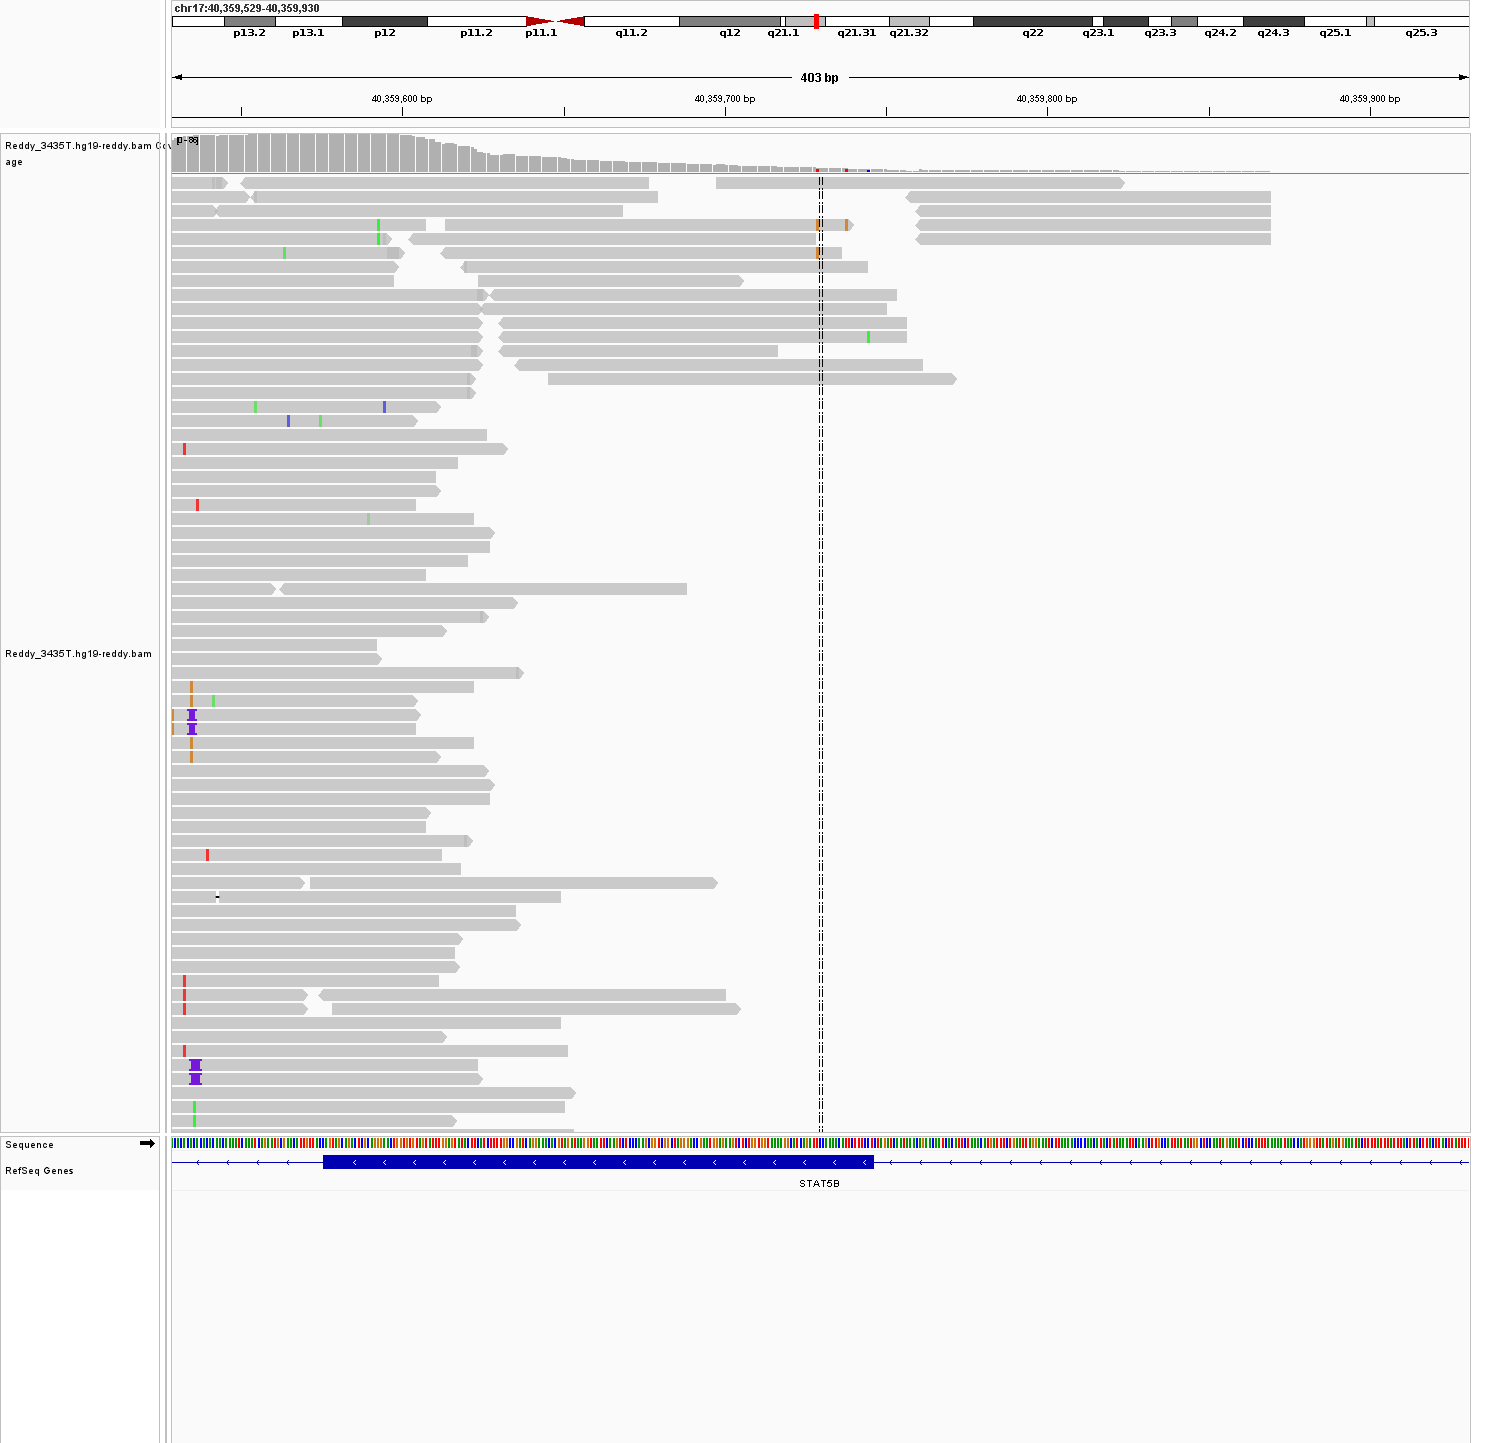 chr17:40,359,529-40,359,930
p13.2 p13.1 p12 p11.2 p11.1 q11.2 q12 q21.1 q21.31 q21.32 q22 q23.1 q23.3 q24.2 q24.3 q25.1 q25.3
403 bp
40,359,600 bp 40,359,700 bp 40,359,800 bp 40,359,900 bp
Reddy_3435T.hg19-reddy.bam Cov
age
[0-86]
Reddy_3435T.hg19-reddy.bam
Sequence
RefSeq Genes
STAT5B